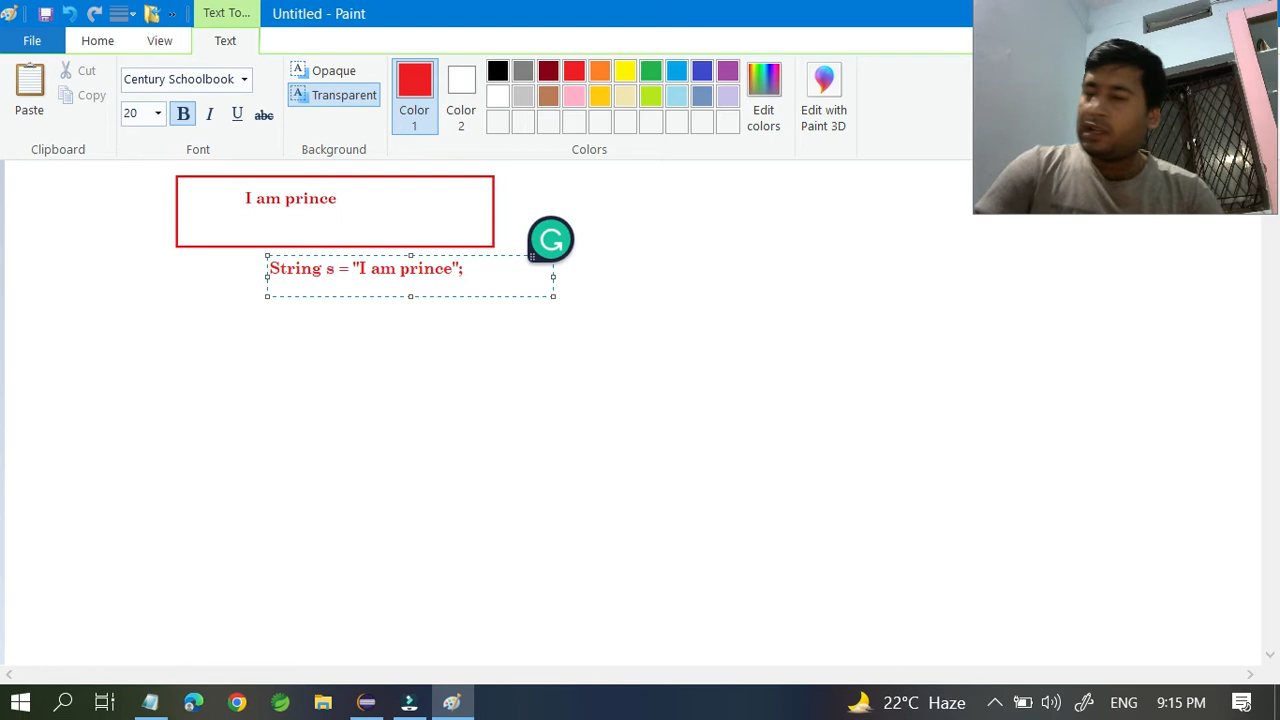 Text To... Untitled - Paint
File Home View Text
Paste Cut Copy
Century Schoolbook
20 B I U abc
Opaque
Transparent
Color 1 Color 2
Edit colors
Edit with Paint 3D
Clipboard Font Background Colors
I am prince
String s = "I am prince";
22°C Haze ENG 9:15 PM